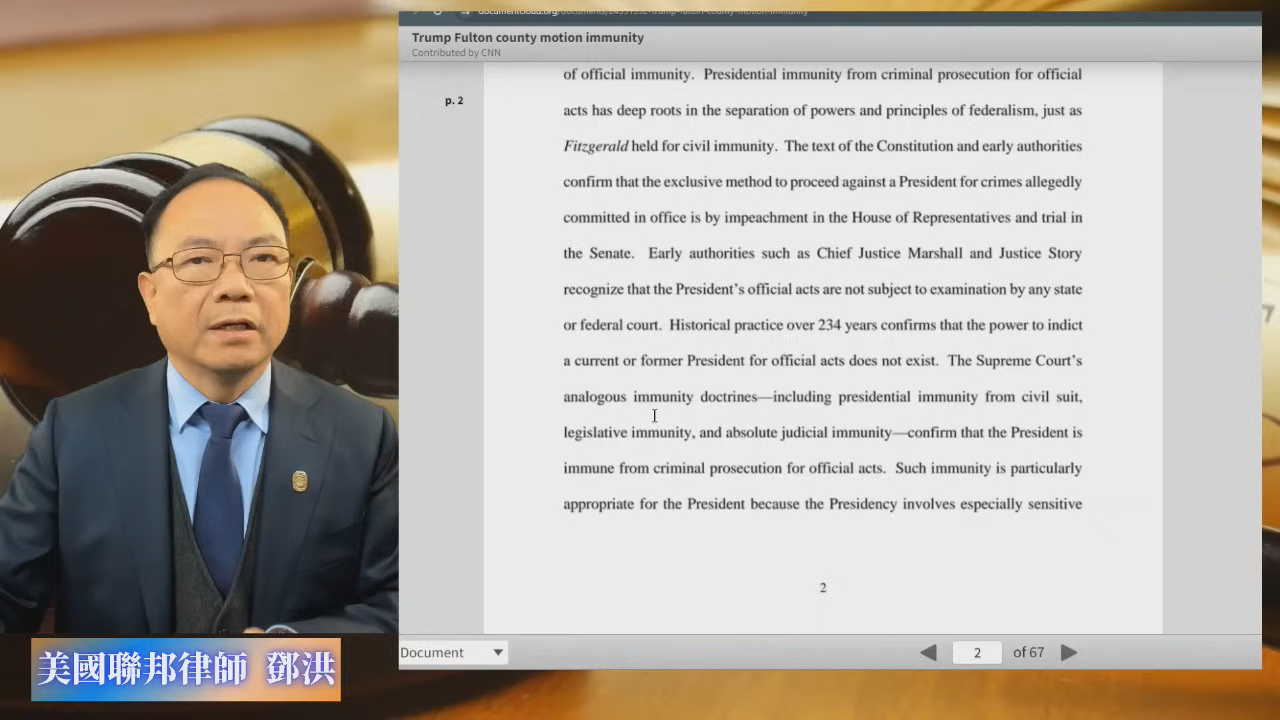 documentcloud.org/documents/24351932-trump-fulton-county-motion-immunity
Trump Fulton county motion immunity
Contributed by CNN
p. 2
of official immunity. Presidential immunity from criminal prosecution for official
acts has deep roots in the separation of powers and principles of federalism, just as
Fitzgerald held for civil immunity. The text of the Constitution and early authorities
confirm that the exclusive method to proceed against a President for crimes allegedly
committed in office is by impeachment in the House of Representatives and trial in
the Senate. Early authorities such as Chief Justice Marshall and Justice Story
recognize that the President’s official acts are not subject to examination by any state
or federal court. Historical practice over 234 years confirms that the power to indict
a current or former President for official acts does not exist. The Supreme Court’s
analogous immunity doctrines—including presidential immunity from civil suit,
legislative immunity, and absolute judicial immunity—confirm that the President is
immune from criminal prosecution for official acts. Such immunity is particularly
appropriate for the President because the Presidency involves especially sensitive
2
Document
2 of 67
美國聯邦律師 鄧洪